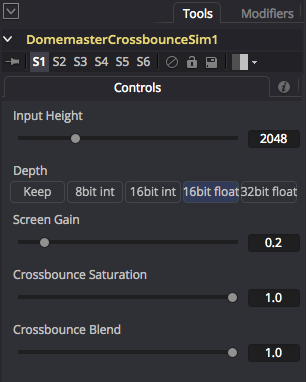 Tools Modifiers
DomemasterCrossbounceSim1
S1 S2 S3 S4 S5 S6
Controls
Input Height
2048
Depth
Keep 8bit int 16bit int 16bit float 32bit float
Screen Gain
0.2
Crossbounce Saturation
1.0
Crossbounce Blend
1.0